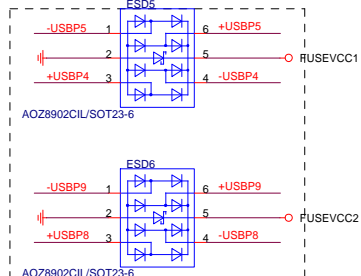 ESD5
-USBP5 1 6 +USBP5
2 5 FUSEVCC1
+USBP4 3 4 -USBP4
AOZ8902CIL/SOT23-6
ESD6
-USBP9 1 6 +USBP9
2 5 FUSEVCC2
+USBP8 3 4 -USBP8
AOZ8902CIL/SOT23-6